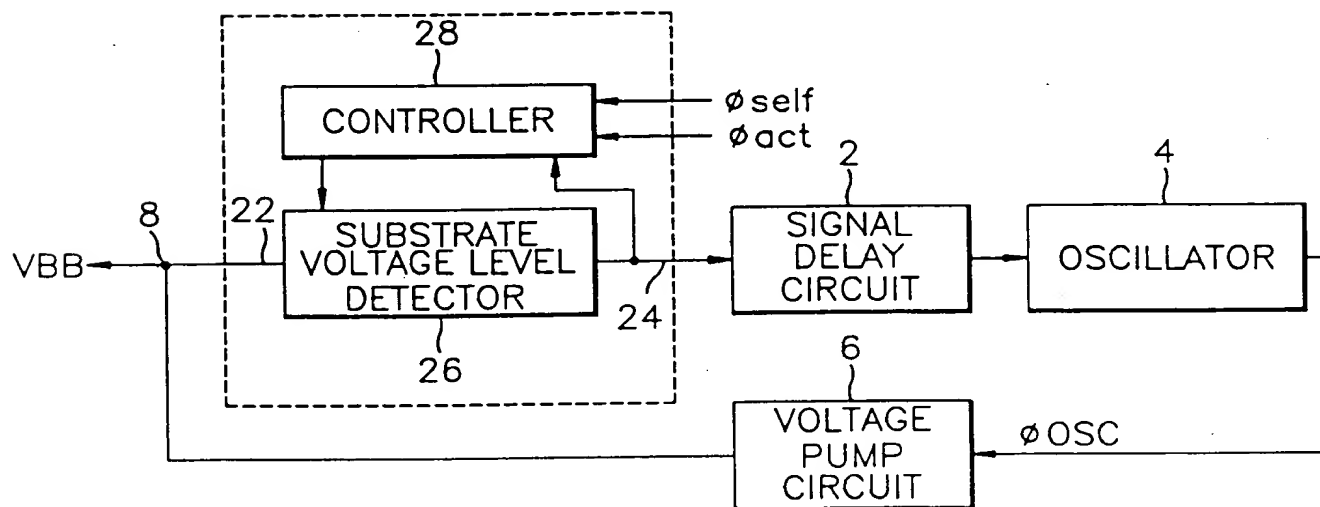 28
CONTROLLER
øself
øact
2
4
8
22
SUBSTRATE
VOLTAGE LEVEL
DETECTOR
SIGNAL
DELAY
CIRCUIT
OSCILLATOR
VBB
24
26
6
VOLTAGE
PUMP
CIRCUIT
øOSC